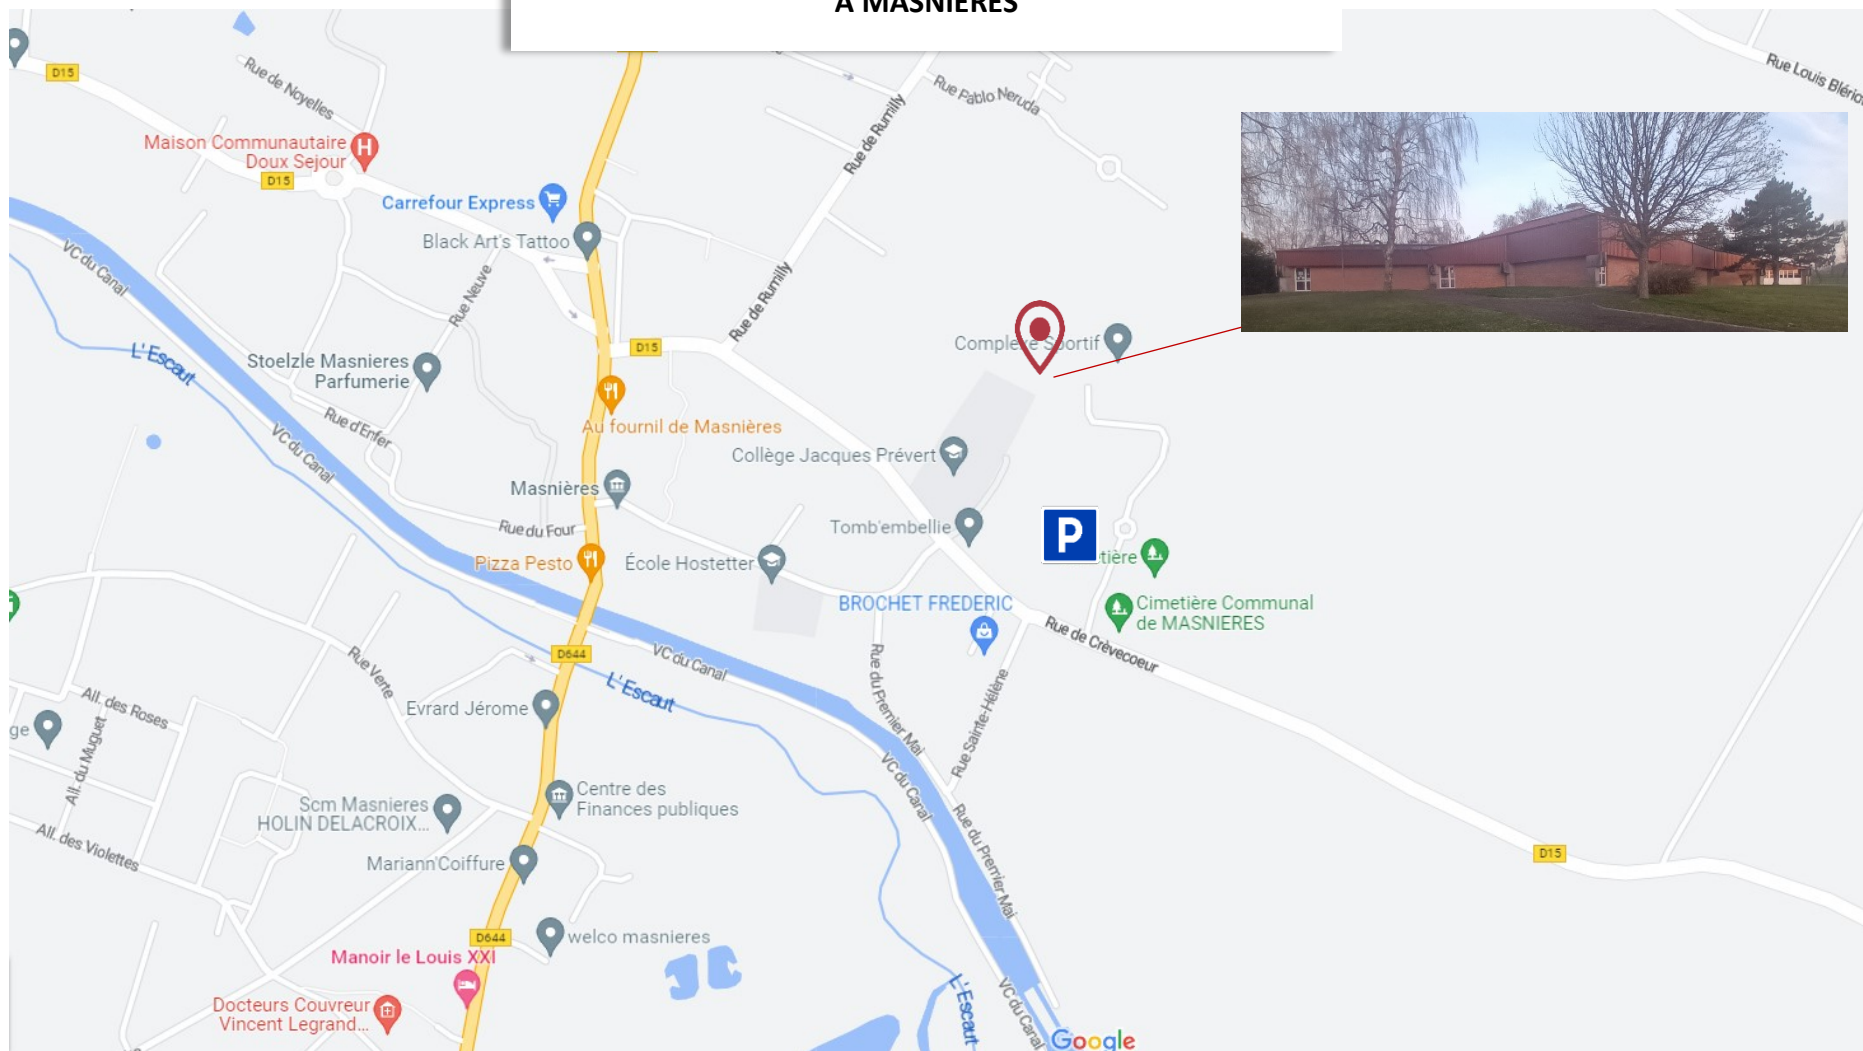 A MASNIERES
D15
Rue de Noyelles
Rue Pablo Neruda
Rue Louis Blériot
Maison Communautaire
Doux Sejour
H
D15
Rue de Rumilly
Carrefour Express
Black Art's Tattoo
VC du Canal
Rue Neuve
Rue de Rumilly
Complexe Sportif
D15
L'Escaut
Stoelzle Masnieres
Parfumerie
Au fournil de Masnières
Rue d'Enfer
VC du Canal
Collège Jacques Prévert
Masnières
Rue du Four
Tomb'embellie
P
Pizza Pesto
École Hostetter
etière
BROCHET FREDERIC
Cimetière Communal
de MASNIERES
Rue de Crèvecoeur
D644
VC du Canal
Rue Verte
L'Escaut
Rue du Premier Mai
Rue Sainte-Hélène
All. des Roses
Evrard Jérome
ge
All. du Muguet
VC du Canal
Centre des
Finances publiques
Scm Masnieres
HOLIN DELACROIX...
All. des Violettes
Mariann'Coiffure
Rue du Premier Mai
D15
D644
welco masnieres
Manoir le Louis XXI
Docteurs Couvreur
Vincent Legrand...
L'Escaut
VC du Canal
Google